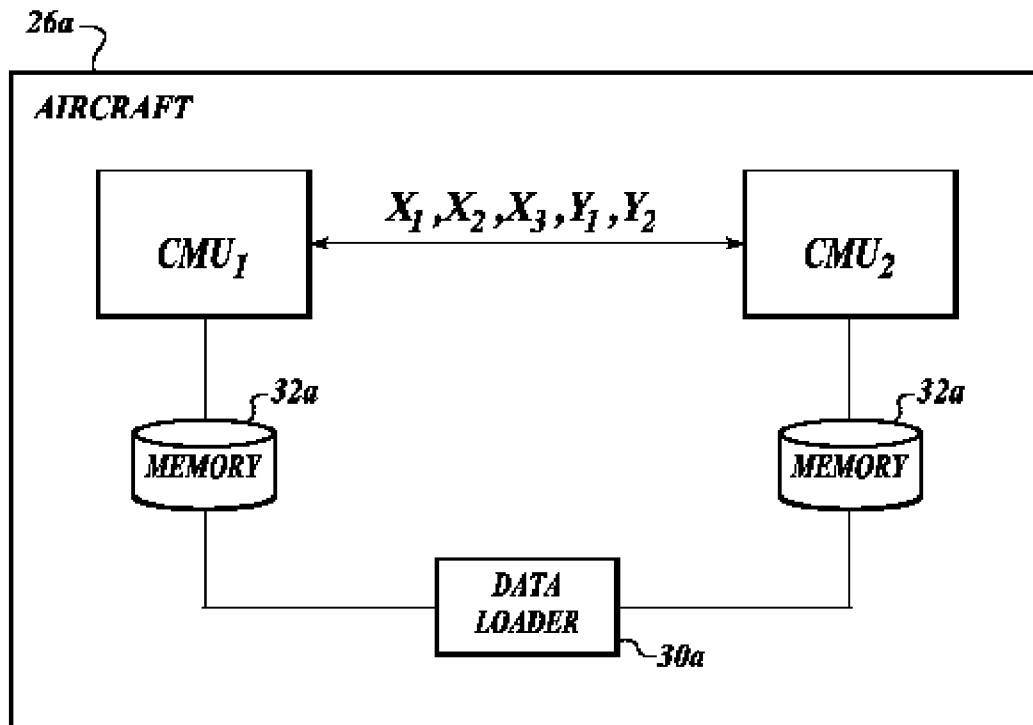 26a
AIRCRAFT
X₁, X₂, X₃, Y₁, Y₂
CMU₁
CMU₂
32a
32a
MEMORY
MEMORY
DATA
LOADER
30a